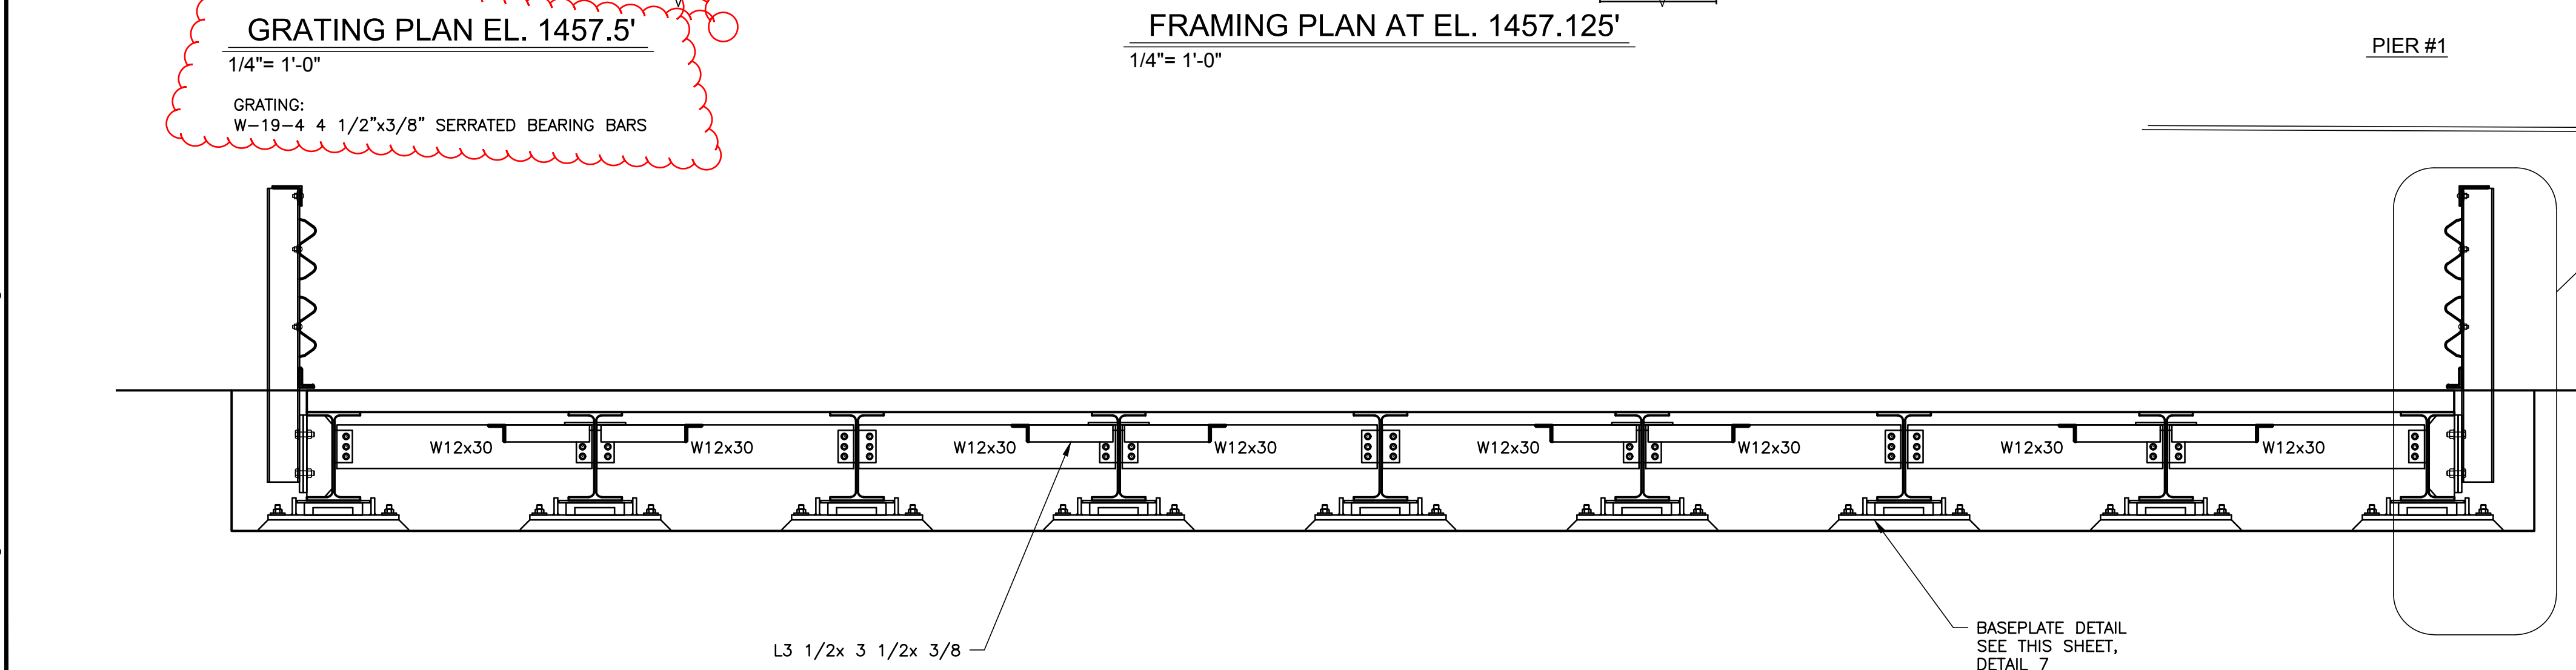 GRATING PLAN EL. 1457.5'
1/4"= 1'-0"
GRATING:
W-19-4 4 1/2"x3/8" SERRATED BEARING BARS
FRAMING PLAN AT EL. 1457.125'
1/4"= 1'-0"
PIER #1
W12x30 W12x30 W12x30 W12x30 W12x30 W12x30 W12x30 W12x30
L3 1/2x 3 1/2x 3/8
BASEPLATE DETAIL
SEE THIS SHEET,
DETAIL 7